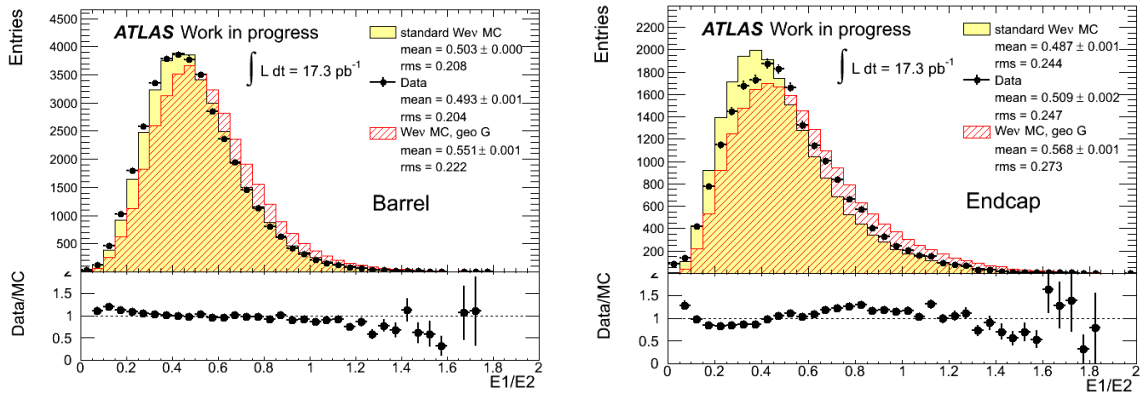 Entries
4500
4000
3500
3000
2500
2000
1500
1000
500
ATLAS Work in progress
∫ L dt = 17.3 pb⁻¹
standard Weν MC
mean = 0.503 ± 0.000
rms = 0.208
Data
mean = 0.493 ± 0.001
rms = 0.204
Weν MC, geo G
mean = 0.551 ± 0.001
rms = 0.222
Barrel
Data/MC
2
1.5
1
0.5
0
0 0.2 0.4 0.6 0.8 1 1.2 1.4 1.6 1.8 2
E1/E2
Entries
2200
2000
1800
1600
1400
1200
1000
800
600
400
200
ATLAS Work in progress
∫ L dt = 17.3 pb⁻¹
standard Weν MC
mean = 0.487 ± 0.001
rms = 0.244
Data
mean = 0.509 ± 0.002
rms = 0.247
Weν MC, geo G
mean = 0.568 ± 0.001
rms = 0.273
Endcap
Data/MC
2
1.5
1
0.5
0
0 0.2 0.4 0.6 0.8 1 1.2 1.4 1.6 1.8 2
E1/E2